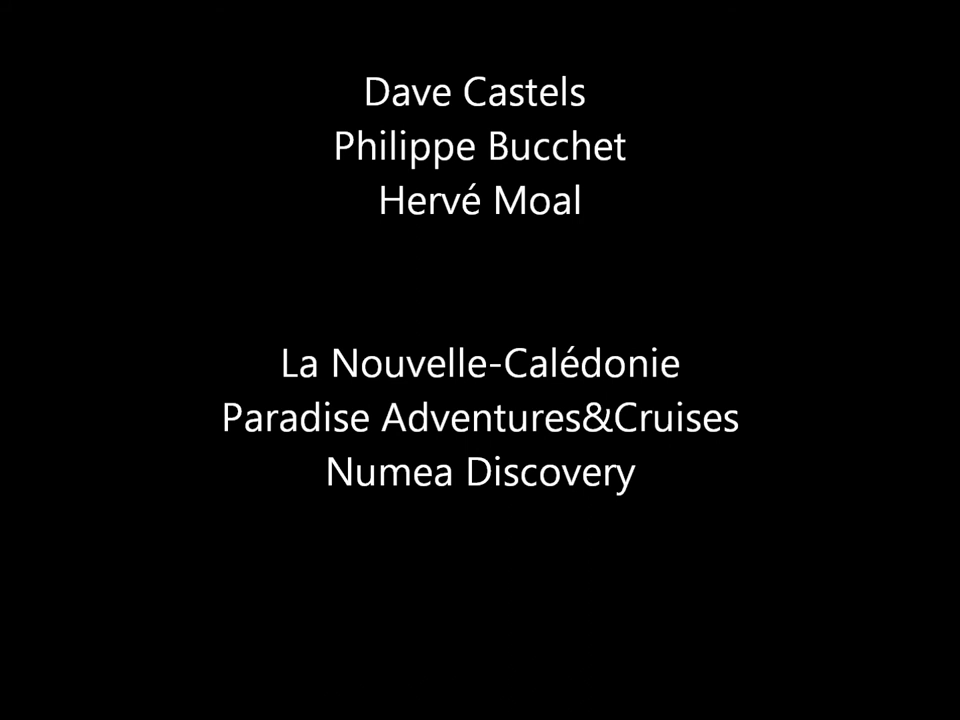 Dave Castels
Philippe Bucchet
Hervé Moal
La Nouvelle-Calédonie
Paradise Adventures&Cruises
Numea Discovery